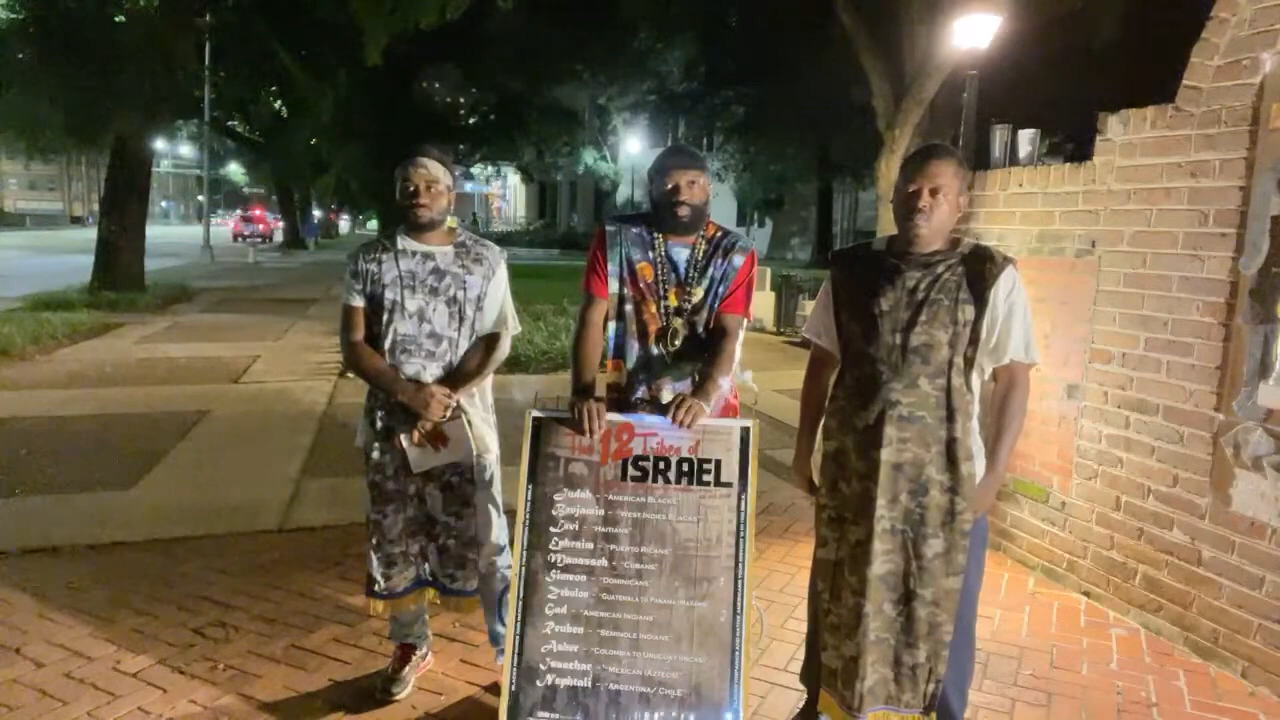 The 12 Tribes of
ISRAEL
Judah - "AMERICAN BLACKS"
Benjamin - "WEST INDIES BLACKS"
Levi - "HAITIANS"
Ephraim - "PUERTO RICANS"
Manasseh - "CUBANS"
Simeon - "DOMINICANS"
Zebulon - "GUATEMALA TO PANAMA
Gad - "AMERICAN INDIANS"
Reuben - "SEMINOLE INDIANS"
Asher - "COLOMBIA TO URUGUAY
Issachar - "MEXICAN (AZTECS)"
Naphtali - "ARGENTINA/ CHILE"